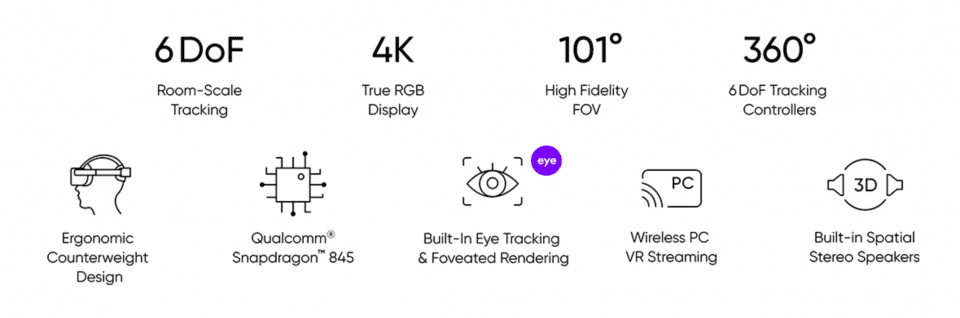 6 DoF
Room-Scale
Tracking
4K
True RGB
Display
101°
High Fidelity
FOV
360°
6 DoF Tracking
Controllers
Ergonomic
Counterweight
Design
Qualcomm®
Snapdragon™ 845
eye
Built-In Eye Tracking
& Foveated Rendering
PC
Wireless PC
VR Streaming
3D
Built-in Spatial
Stereo Speakers